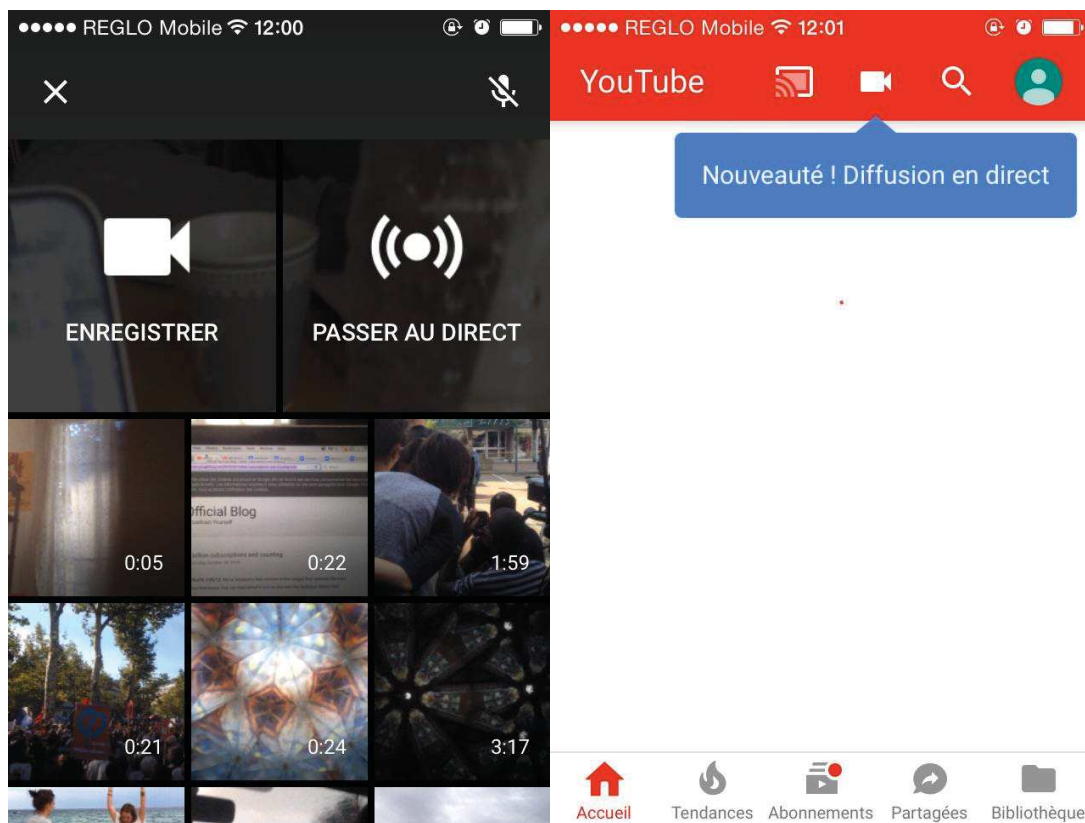 REGLO Mobile 12:00
ENREGISTRER
PASSER AU DIRECT
0:05
Official Blog
0:22
1:59
0:21
0:24
3:17
REGLO Mobile 12:01
YouTube
Nouveauté ! Diffusion en direct
Accueil
Tendances
Abonnements
Partagées
Bibliothèque